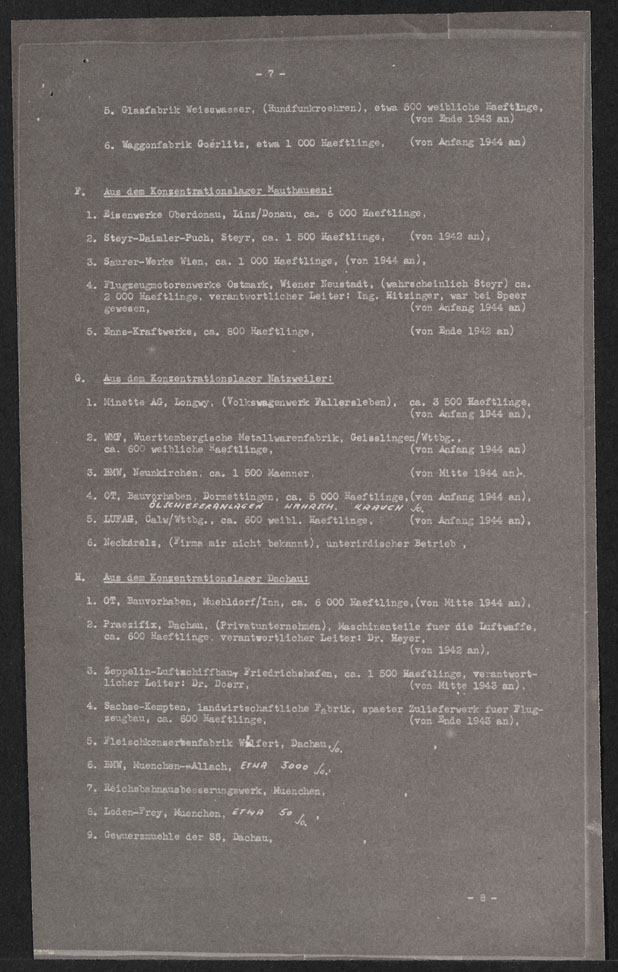 - 7 -
5. Glasfabrik Weisswasser, (Rundfunkroehren), etwa 500 weibliche Haeftlnge,
(von Ende 1943 an)
6. Waggonfabrik Goerlitz, etwa 1 000 Haeftlinge, (von Anfang 1944 an)
F. Aus dem Konzentrationslager Mauthausen:
1. Eisenwerke Oberdonau, Linz/Donau, ca. 6 000 Haeftlinge,
2. Steyr-Daimler-Puch, Steyr, ca. 1 500 Haeftlinge, (von 1942 an),
3. Saurer-Werke Wien, ca. 1 000 Haeftlinge, (von 1944 an),
4. Flugzeugmotorenwerke Ostmark, Wiener Neustadt, (wahrscheinlich Steyr) ca.
2 000 Haeftlinge, verantwortlicher Leiter: Ing. Hitzinger, war bei Speer
gewesen, (von Anfang 1944 an)
5. Enns-Kraftwerke, ca. 800 Haeftlinge, (von Ende 1942 an)
G. Aus dem Konzentrationslager Natzweiler:
1. Minette AG, Longwy, (Volkswagenwerk Fallersleben), ca. 3 500 Haeftlinge,
(von Anfang 1944 an),
2. WMF, Wuerttembergische Metallwarenfabrik, Geisslingen/Wttbg.,
ca. 600 weibliche Haeftlinge, (von Anfang 1944 an)
3. BMW, Neunkirchen, ca. 1 500 Maenner, (von Mitte 1944 an),
4. OT, Bauvorhaben, Dormettingen, ca. 5 000 Haeftlinge,(von Anfang 1944 an),
ÖLSCHIEFERANLAGEN WAHRSCH. KRAUCH
5. LUFAG, Calw/Wttbg., ca. 600 weibl. Haeftlinge, (von Anfang 1944 an),
6. Neckarelz, (Firma mir nicht bekannt), unterirdischer Betrieb,
H. Aus dem Konzentrationslager Dachau:
1. OT, Bauvorhaben, Muehldorf/Inn, ca. 6 000 Haeftlinge,(von Mitte 1944 an),
2. Praezifix, Dachau, (Privatunternehmen), Maschinenteile fuer die Luftwaffe,
ca. 600 Haeftlinge, verantwortlicher Leiter: Dr. Heyer,
(von 1942 an),
3. Zeppelin-Luftschiffbau, Friedrichshafen, ca. 1 500 Haeftlinge, verantwort-
licher Leiter: Dr. Doerr, (von Mitte 1943 an),
4. Sachse-Kempten, landwirtschaftliche Fabrik, spaeter Zulieferwerk fuer Flug-
zeugbau, ca. 600 Haeftlinge, (von Ende 1943 an),
5. Fleischkonservenfabrik Wülfert, Dachau,
6. BMW, Muenchen--Allach, ETWA 3000
7. Reichsbahnausbesserungswerk, Muenchen,
8. Loden-Frey, Muenchen, ETWA 50
9. Gewuerzmuehle der SS, Dachau,
- 8 -